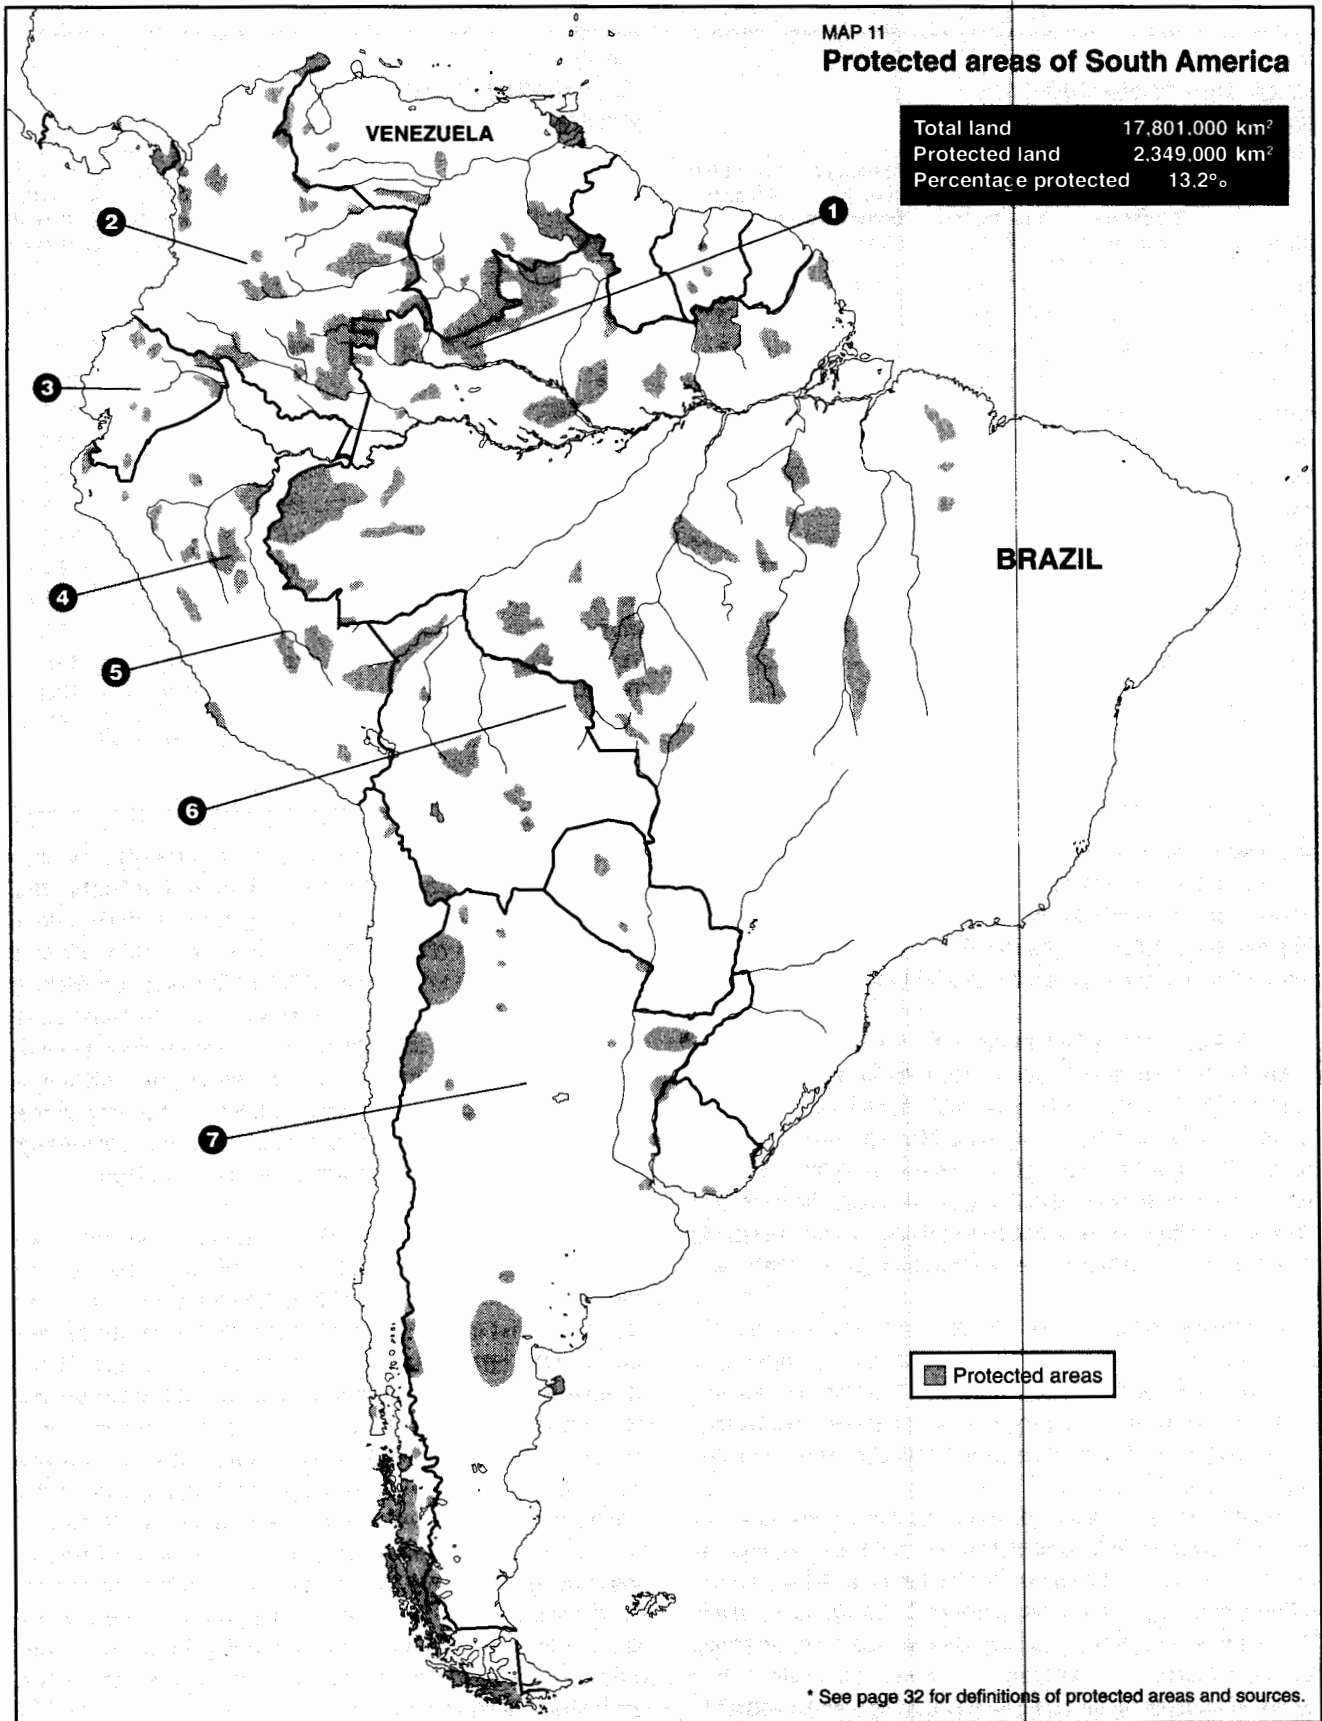 MAP 11
Protected areas of South America
Total land 17,801,000 km²
Protected land 2,349,000 km²
Percentage protected 13.2%
VENEZUELA
1
2
3
BRAZIL
4
5
6
7
Protected areas
* See page 32 for definitions of protected areas and sources.